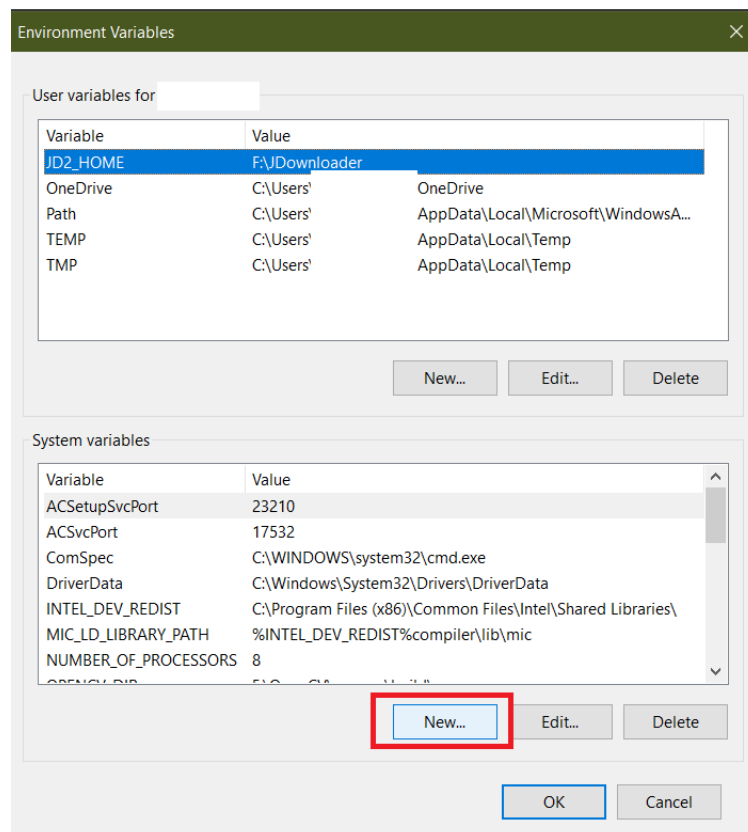 Environment Variables
User variables for
Variable Value
JD2_HOME F:\JDownloader
OneDrive C:\Users\ OneDrive
Path C:\Users\ AppData\Local\Microsoft\WindowsA...
TEMP C:\Users\ AppData\Local\Temp
TMP C:\Users\ AppData\Local\Temp
New... Edit... Delete
System variables
Variable Value
ACSetupSvcPort 23210
ACSvcPort 17532
ComSpec C:\WINDOWS\system32\cmd.exe
DriverData C:\Windows\System32\Drivers\DriverData
INTEL_DEV_REDIST C:\Program Files (x86)\Common Files\Intel\Shared Libraries\
MIC_LD_LIBRARY_PATH %INTEL_DEV_REDIST%compiler\lib\mic
NUMBER_OF_PROCESSORS 8
New... Edit... Delete
OK Cancel